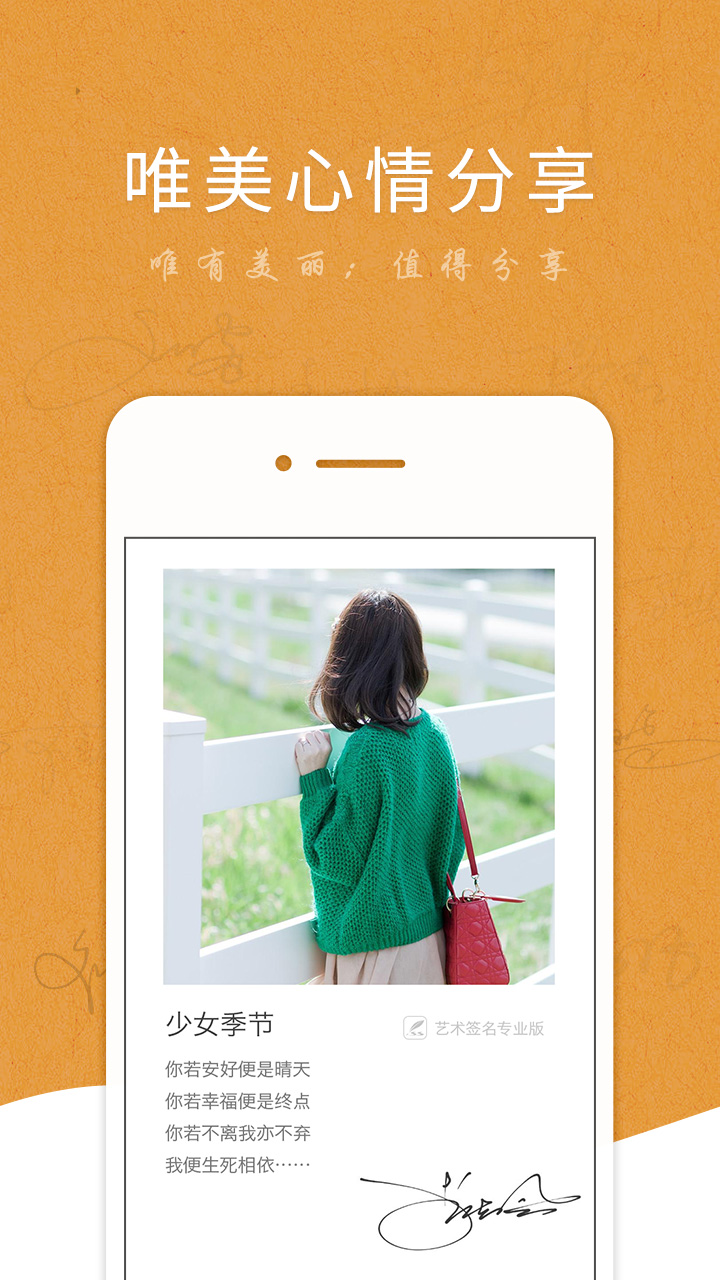 唯美心情分享
唯有美丽；值得分享
少女季节
艺术签名专业版
你若安好便是晴天
你若幸福便是终点
你若不离我亦不弃
我便生死相依……